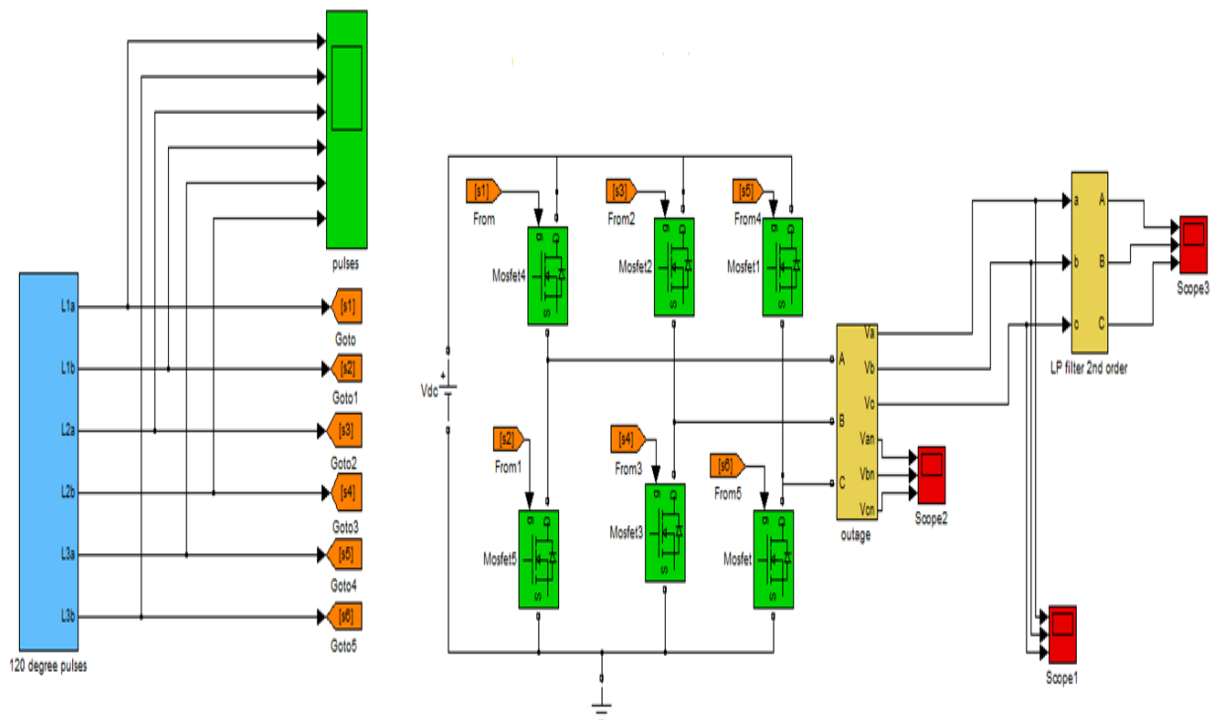 pulses
L1a
L1b
L2a
L2b
L3a
L3b
120 degree pulses
[s1]
Goto
[s2]
Goto1
[s3]
Goto2
[s4]
Goto3
[s5]
Goto4
[s6]
Goto5
[s1]
From
[s3]
From2
[s5]
From4
g
D
S
Mosfet4
g
D
S
Mosfet2
g
D
S
Mosfet1
+
Vdc
[s2]
From1
[s4]
From3
[s6]
From5
g
D
S
Mosfet5
g
D
S
Mosfet3
g
D
S
Mosfet
A
B
C
Va
Vb
Vc
Van
Vbn
Vcn
outage
Scope2
a
b
c
A
B
C
LP filter 2nd order
Scope3
Scope1